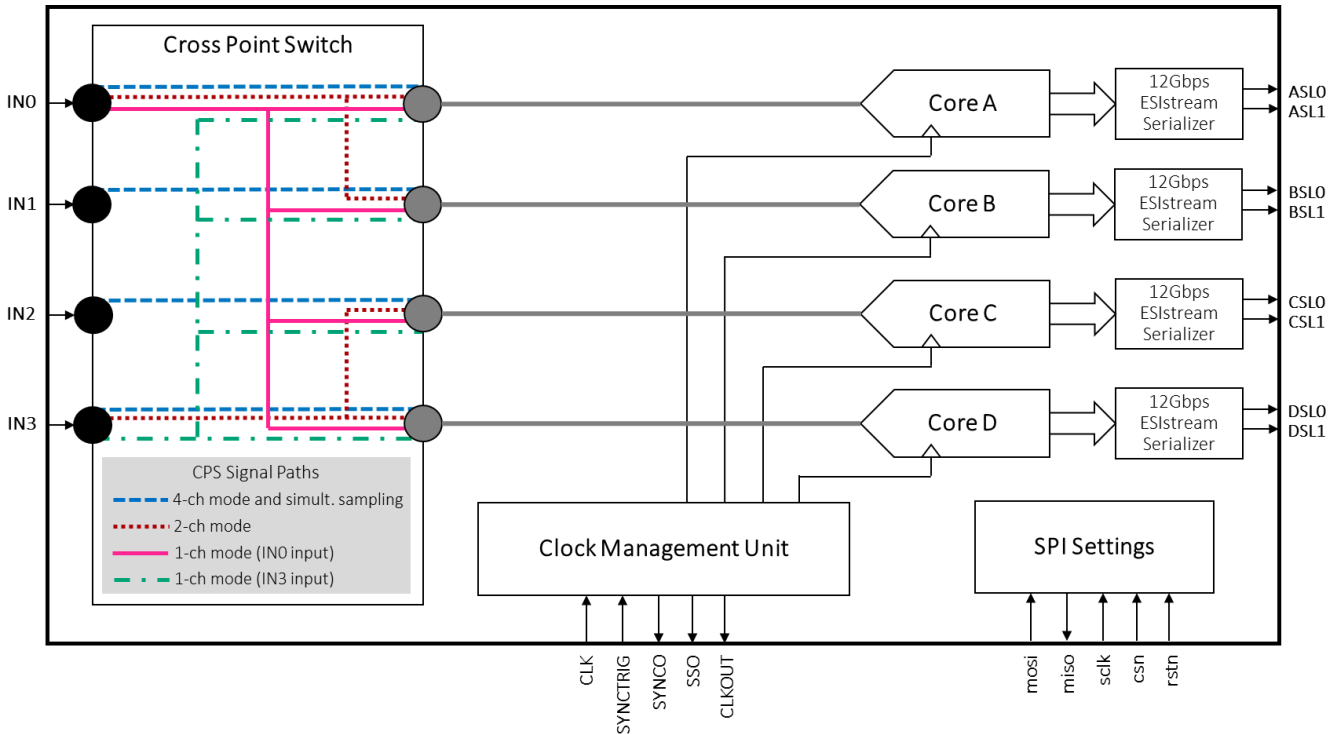 Cross Point Switch
IN0
IN1
IN2
IN3
CPS Signal Paths
4-ch mode and simult. sampling
2-ch mode
1-ch mode (IN0 input)
1-ch mode (IN3 input)
Core A
12Gbps
ESIstream
Serializer
ASL0
ASL1
Core B
12Gbps
ESIstream
Serializer
BSL0
BSL1
Core C
12Gbps
ESIstream
Serializer
CSL0
CSL1
Core D
12Gbps
ESIstream
Serializer
DSL0
DSL1
Clock Management Unit
SPI Settings
CLK
SYNCTRIG
SYNCO
SSO
CLKOUT
mosi
miso
sclk
csn
rstn